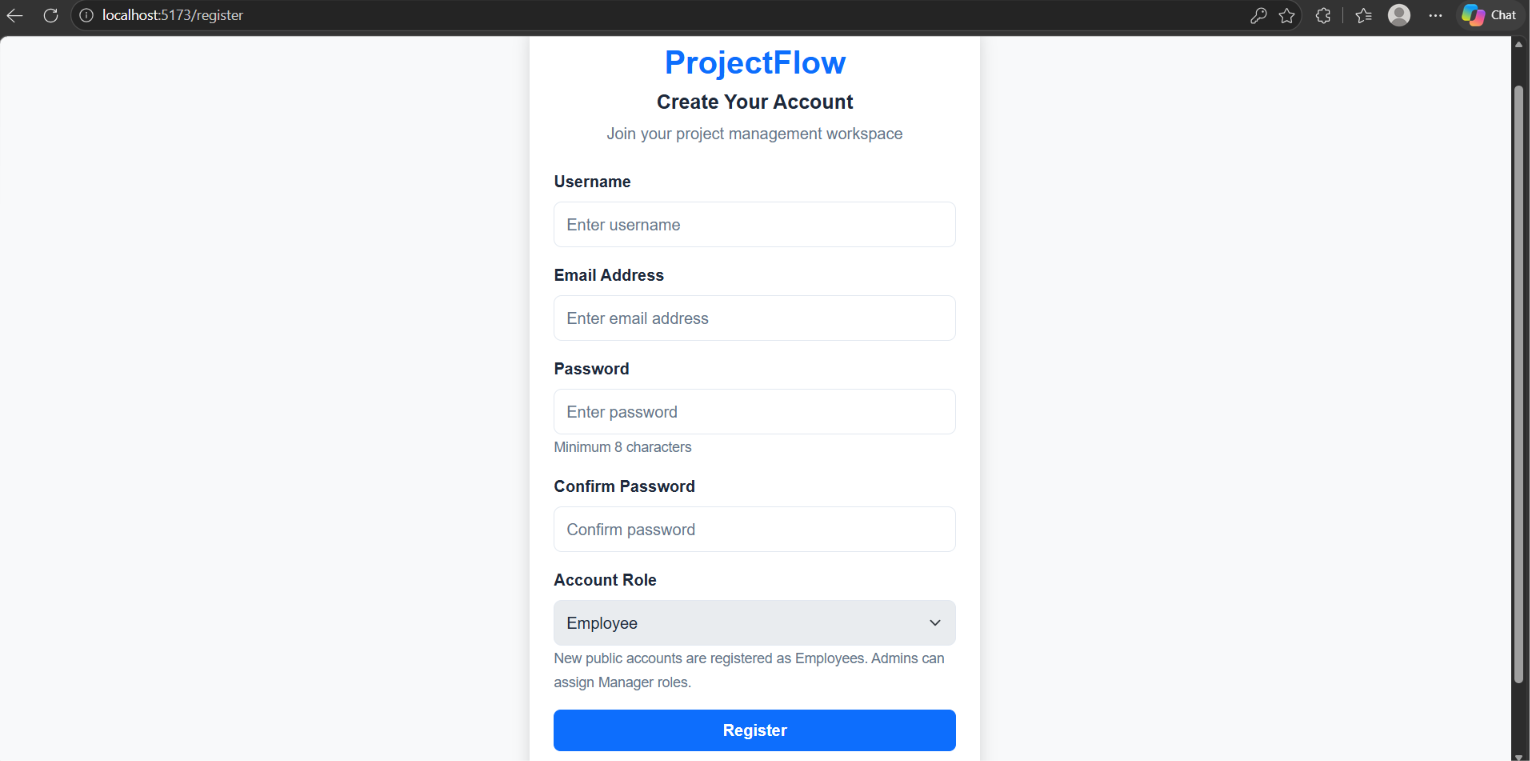 localhost:5173/register
Chat
ProjectFlow
Create Your Account
Join your project management workspace
Username
Enter username
Email Address
Enter email address
Password
Enter password
Minimum 8 characters
Confirm Password
Confirm password
Account Role
Employee
New public accounts are registered as Employees. Admins can
assign Manager roles.
Register